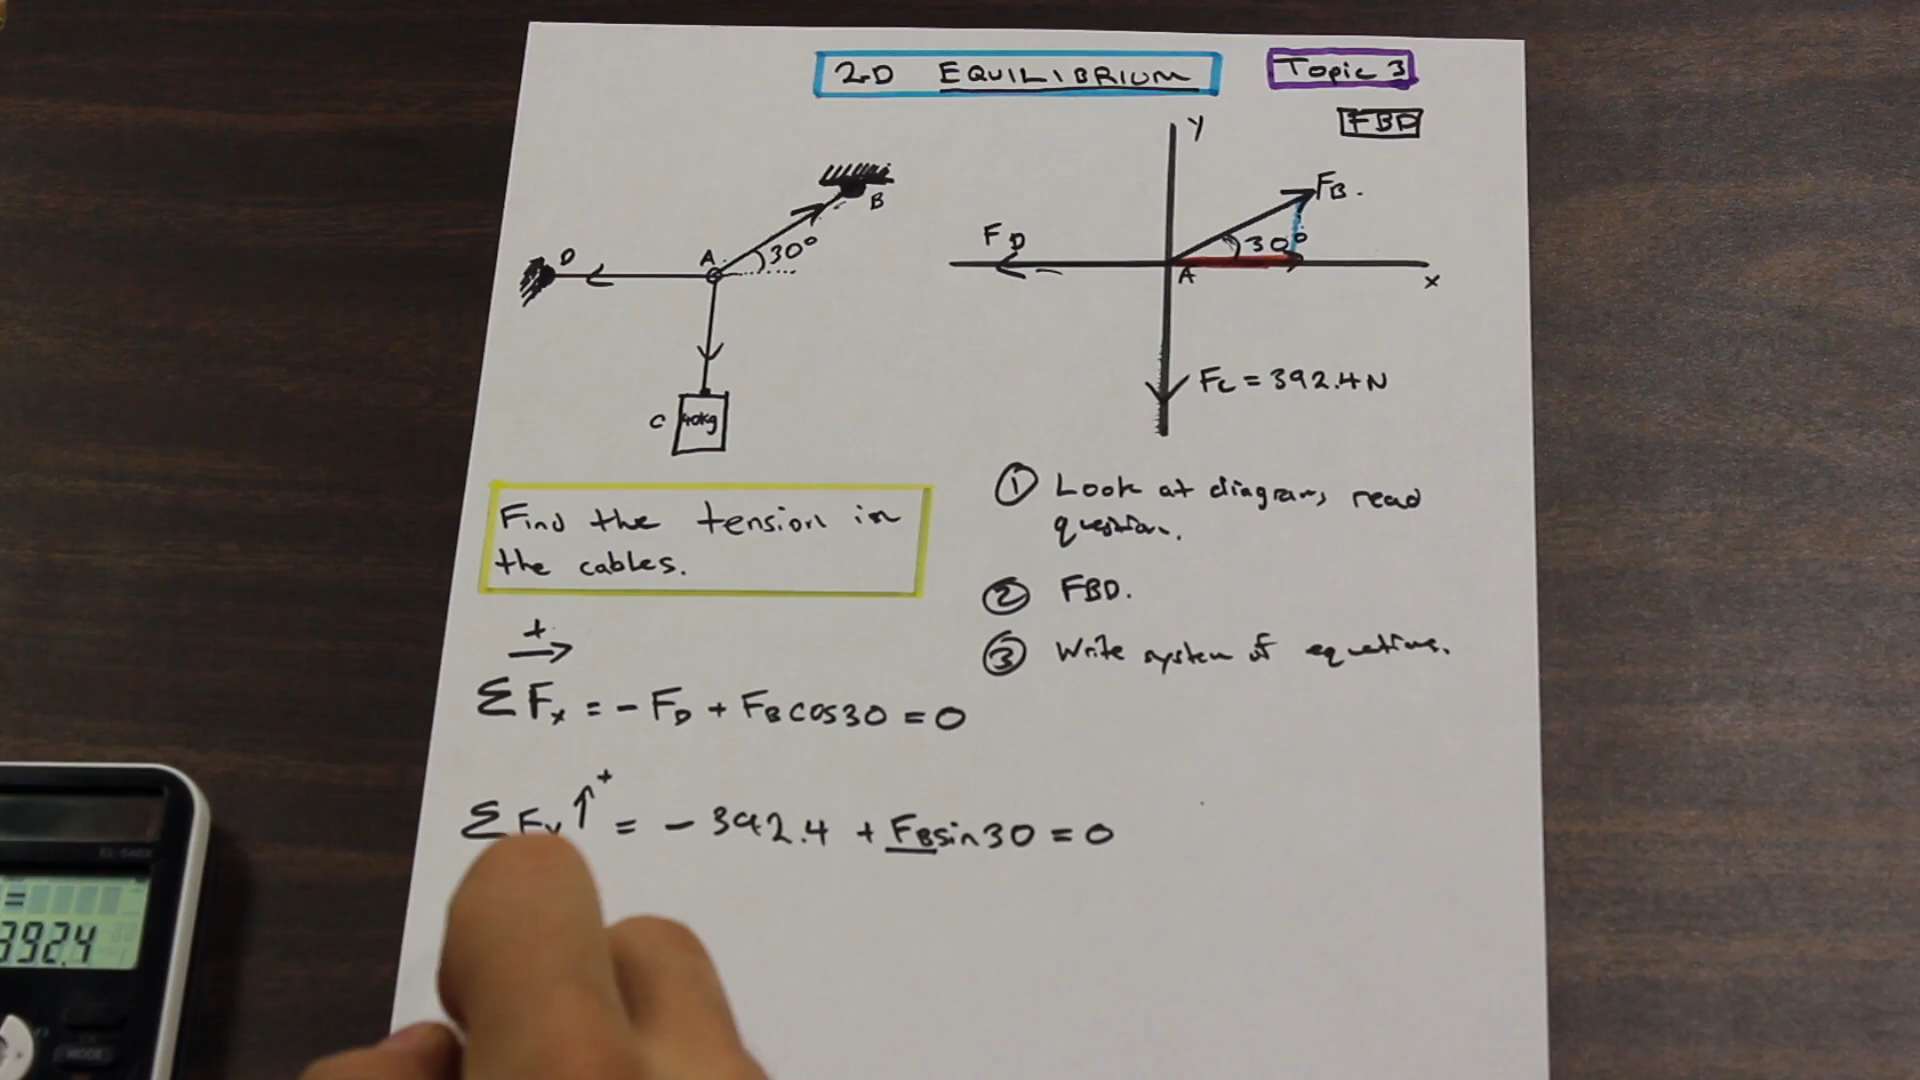 2-D EQUILIBRIUM
Topic 3
FBD
y
FB.
B
FD
30°
D
A
30°
A
x
FC = 392.4N
C
40kg
① Look at diagram, read
question.
Find the tension in
the cables.
② FBD.
③ Write system of equations.
+
ΣFx = - FD + FBcos30 = 0
+
ΣFy = - 392.4 + FBsin30 = 0
=
392.4
MODE